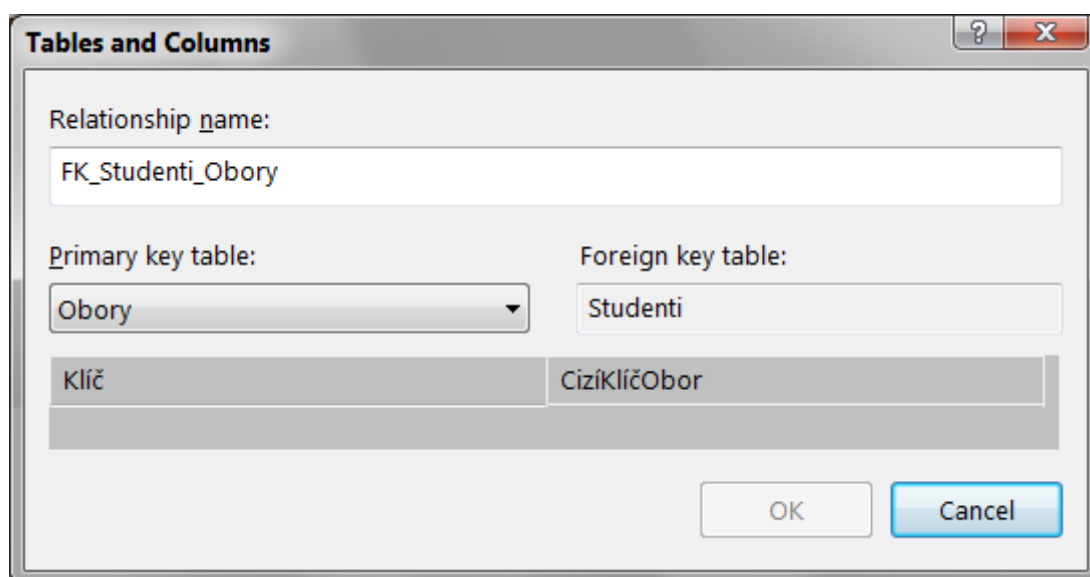 Tables and Columns
Relationship name:
FK_Studenti_Obory
Primary key table:
Foreign key table:
Obory
Studenti
Klíč
CizíKlíčObor
OK
Cancel